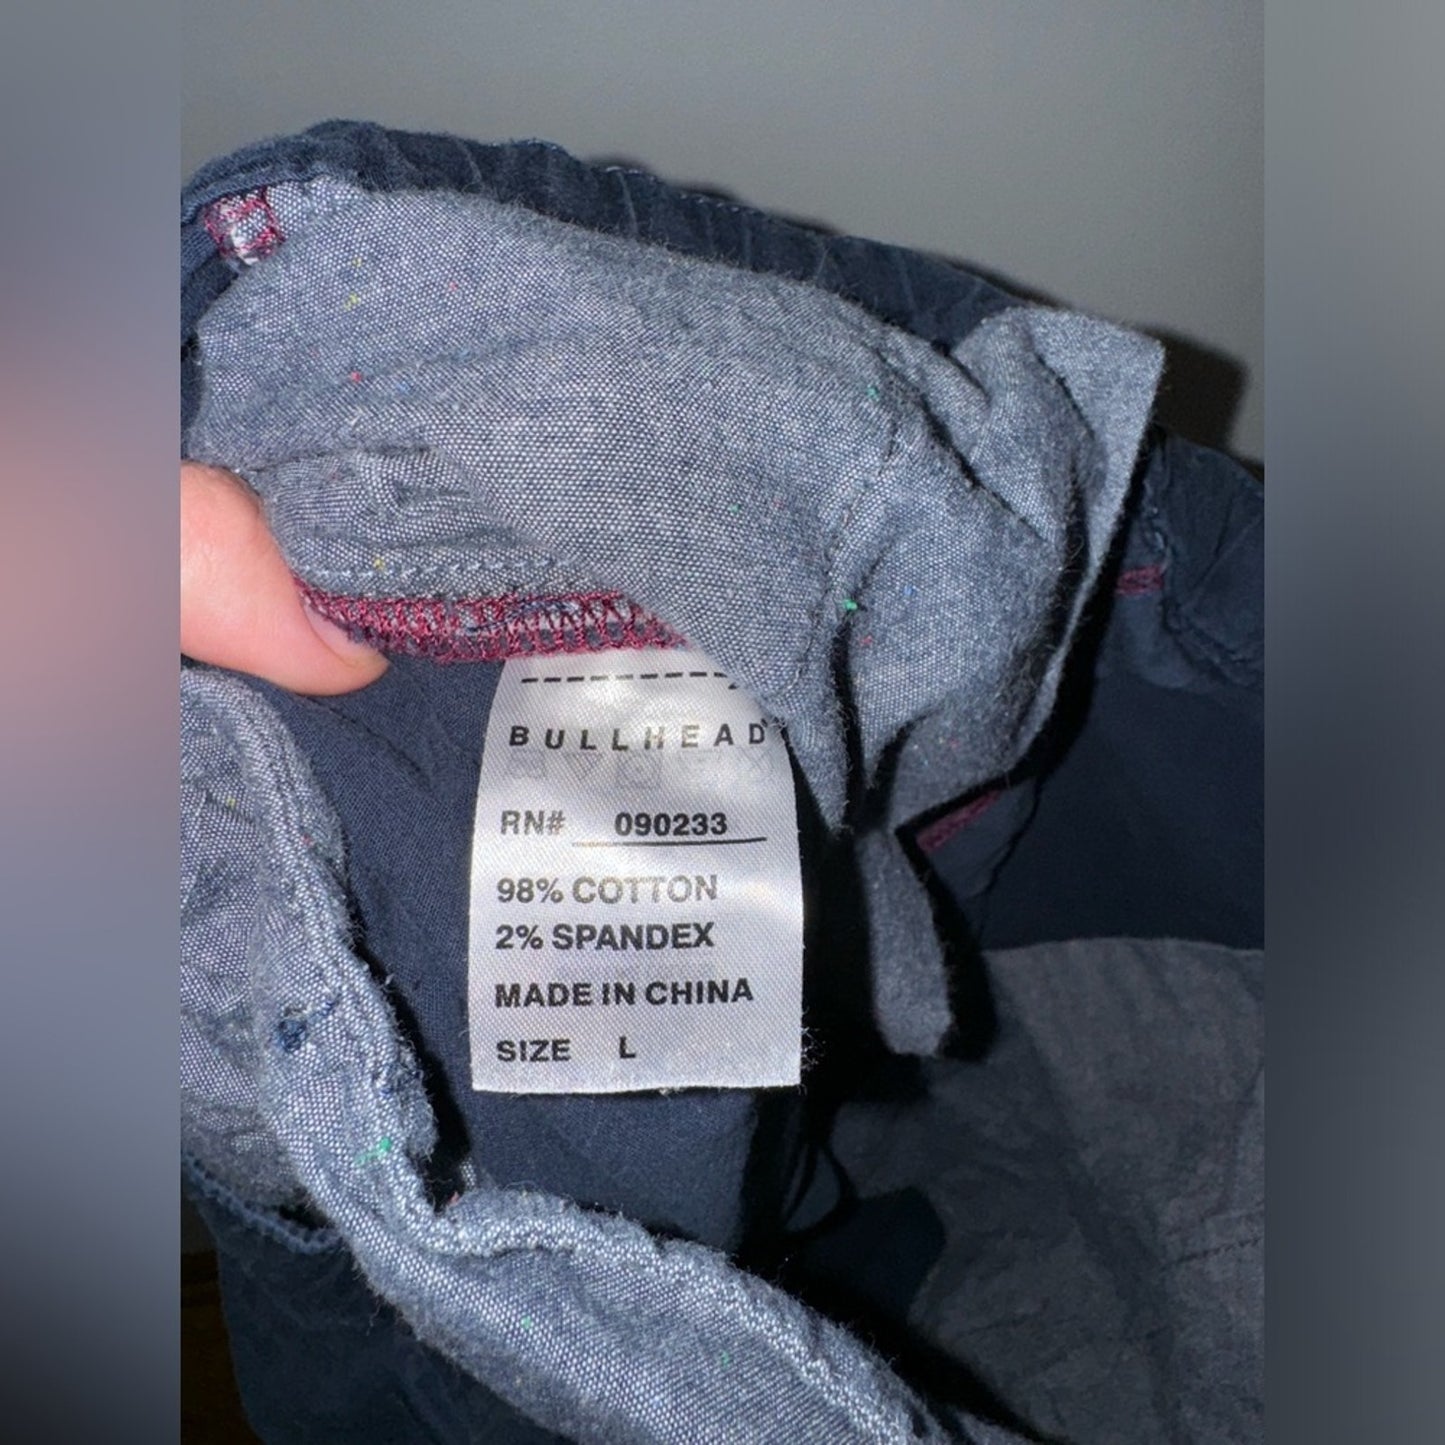 BULLHEAD
RN# 090233
98% COTTON
2% SPANDEX
MADE IN CHINA
SIZE L